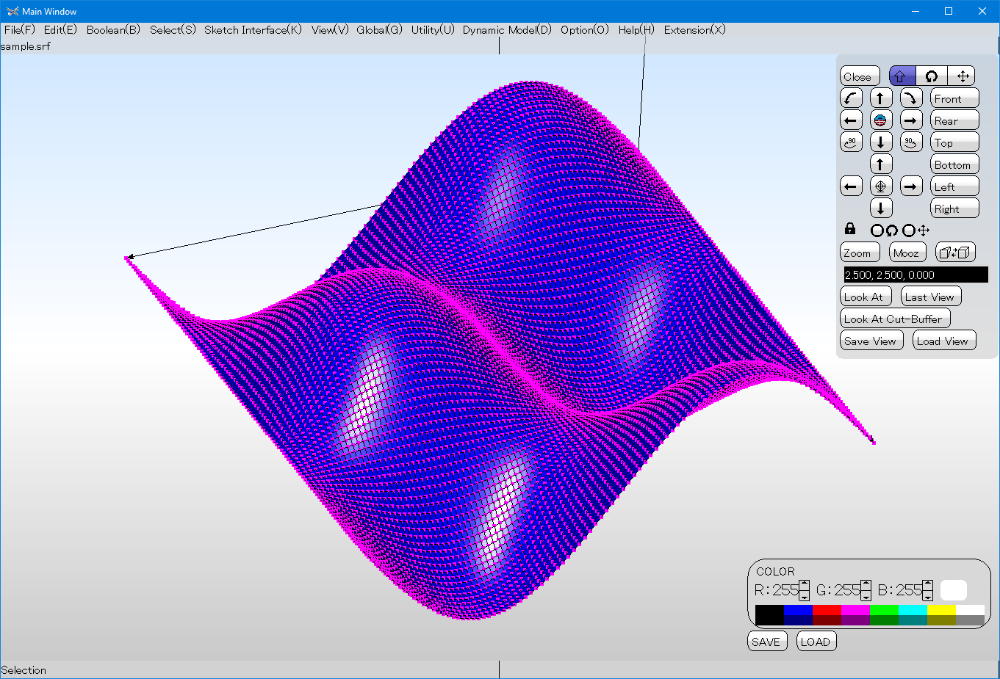 Main Window
File(F) Edit(E) Boolean(B) Select(S) Sketch Interface(K) View(V) Global(G) Utility(U) Dynamic Model(D) Option(O) Help(H) Extension(X)
sample.srf
Close
Front
Rear
90 90 Top
Bottom
Left
Right
Zoom Mooz
2.500, 2.500, 0.000
Look At Last View
Look At Cut-Buffer
Save View Load View
COLOR
R:255 G:255 B:255
SAVE LOAD
Selection